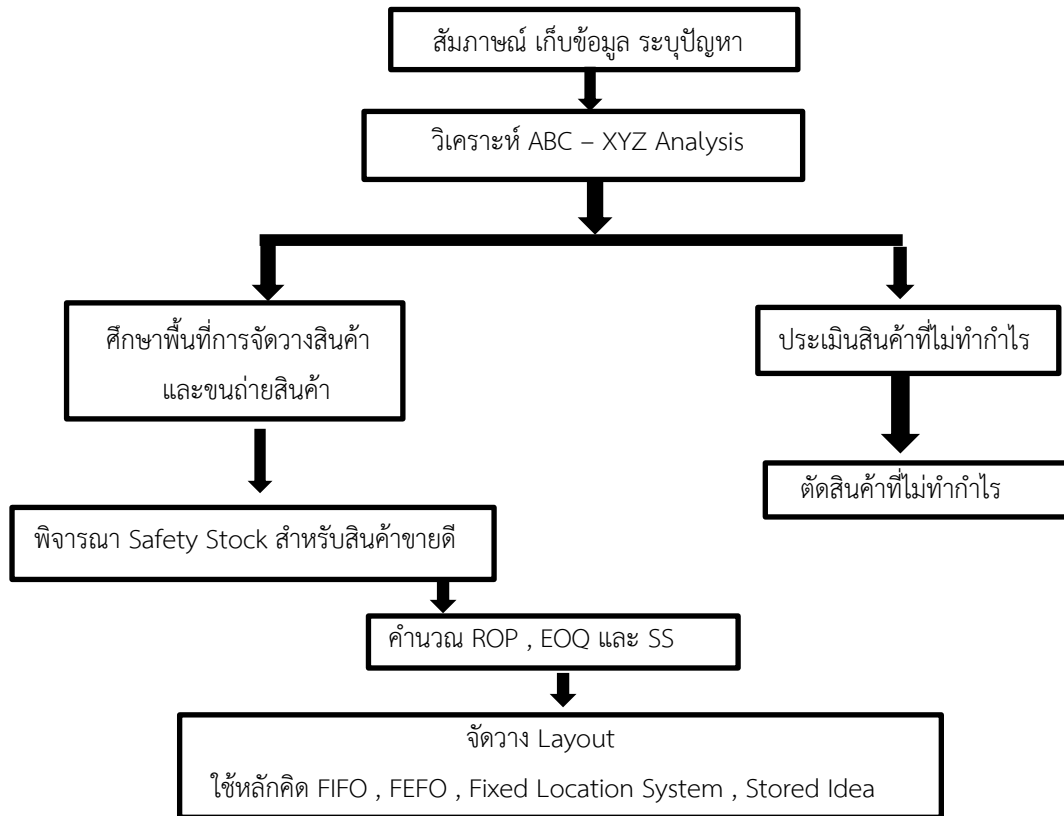 สัมภาษณ์ เก็บข้อมูล ระบุปัญหา
วิเคราะห์ ABC – XYZ Analysis
ศึกษาพื้นที่การจัดวางสินค้า
และขนถ่ายสินค้า
ประเมินสินค้าที่ไม่ทำกำไร
ตัดสินค้าที่ไม่ทำกำไร
พิจารณา Safety Stock สำหรับสินค้าขายดี
คำนวณ ROP , EOQ และ SS
จัดวาง Layout
ใช้หลักคิด FIFO , FEFO , Fixed Location System , Stored Idea